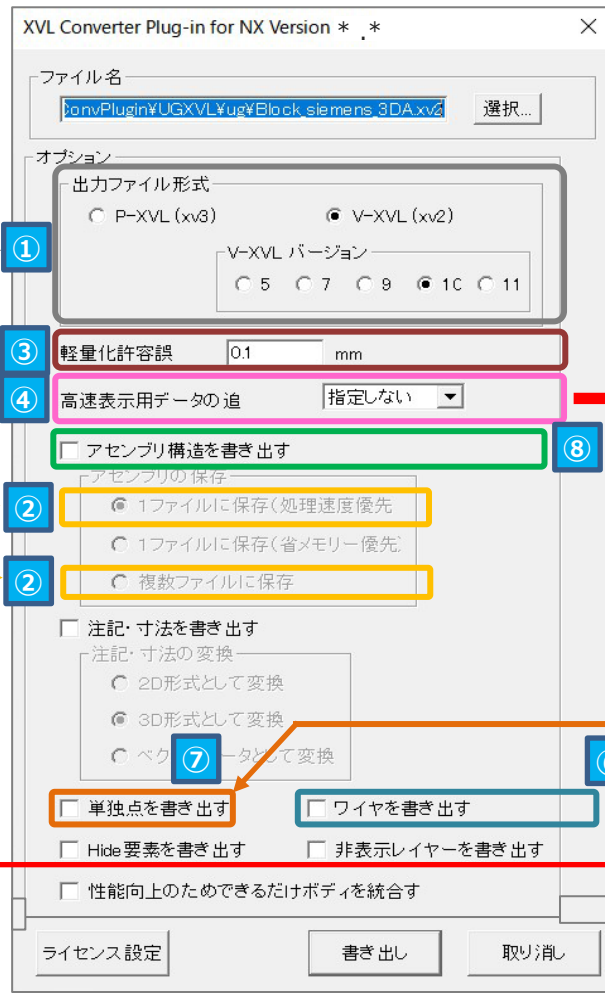 XVL Converter Plug-in for NX Version * .*
ファイル名
ConvPlugin¥UGXVL¥ug¥Block_siemens_3DA.xv2 選択...
オプション
出力ファイル形式
P-XVL (xv3) V-XVL (xv2)
①
V-XVL バージョン
5 7 9 1C 11
③ 軽量化許容誤 0.1 mm
④ 高速表示用データの追 指定しない
アセンブリ構造を書き出す ⑧
アセンブリの保存
② 1ファイルに保存(処理速度優先
1ファイルに保存(省メモリー優先
② 複数ファイルに保存
注記・寸法を書き出す
注記・寸法の変換
2D形式として変換
3D形式として変換
ベク ⑦ ータとして変換
単独点を書き出す ワイヤを書き出す
Hide要素を書き出す 非表示レイヤーを書き出す
性能向上のためできるだけボディを統合す
ライセンス設定 書き出し 取り消し